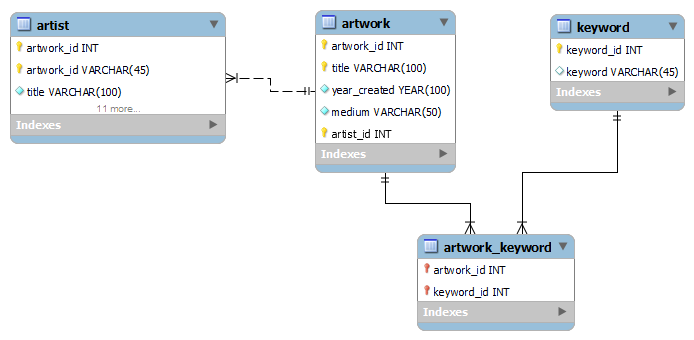 artist
artwork_id INT
artwork_id VARCHAR(45)
title VARCHAR(100)
11 more...
Indexes
artwork
artwork_id INT
title VARCHAR(100)
year_created YEAR(100)
medium VARCHAR(50)
artist_id INT
Indexes
keyword
keyword_id INT
keyword VARCHAR(45)
Indexes
artwork_keyword
artwork_id INT
keyword_id INT
Indexes